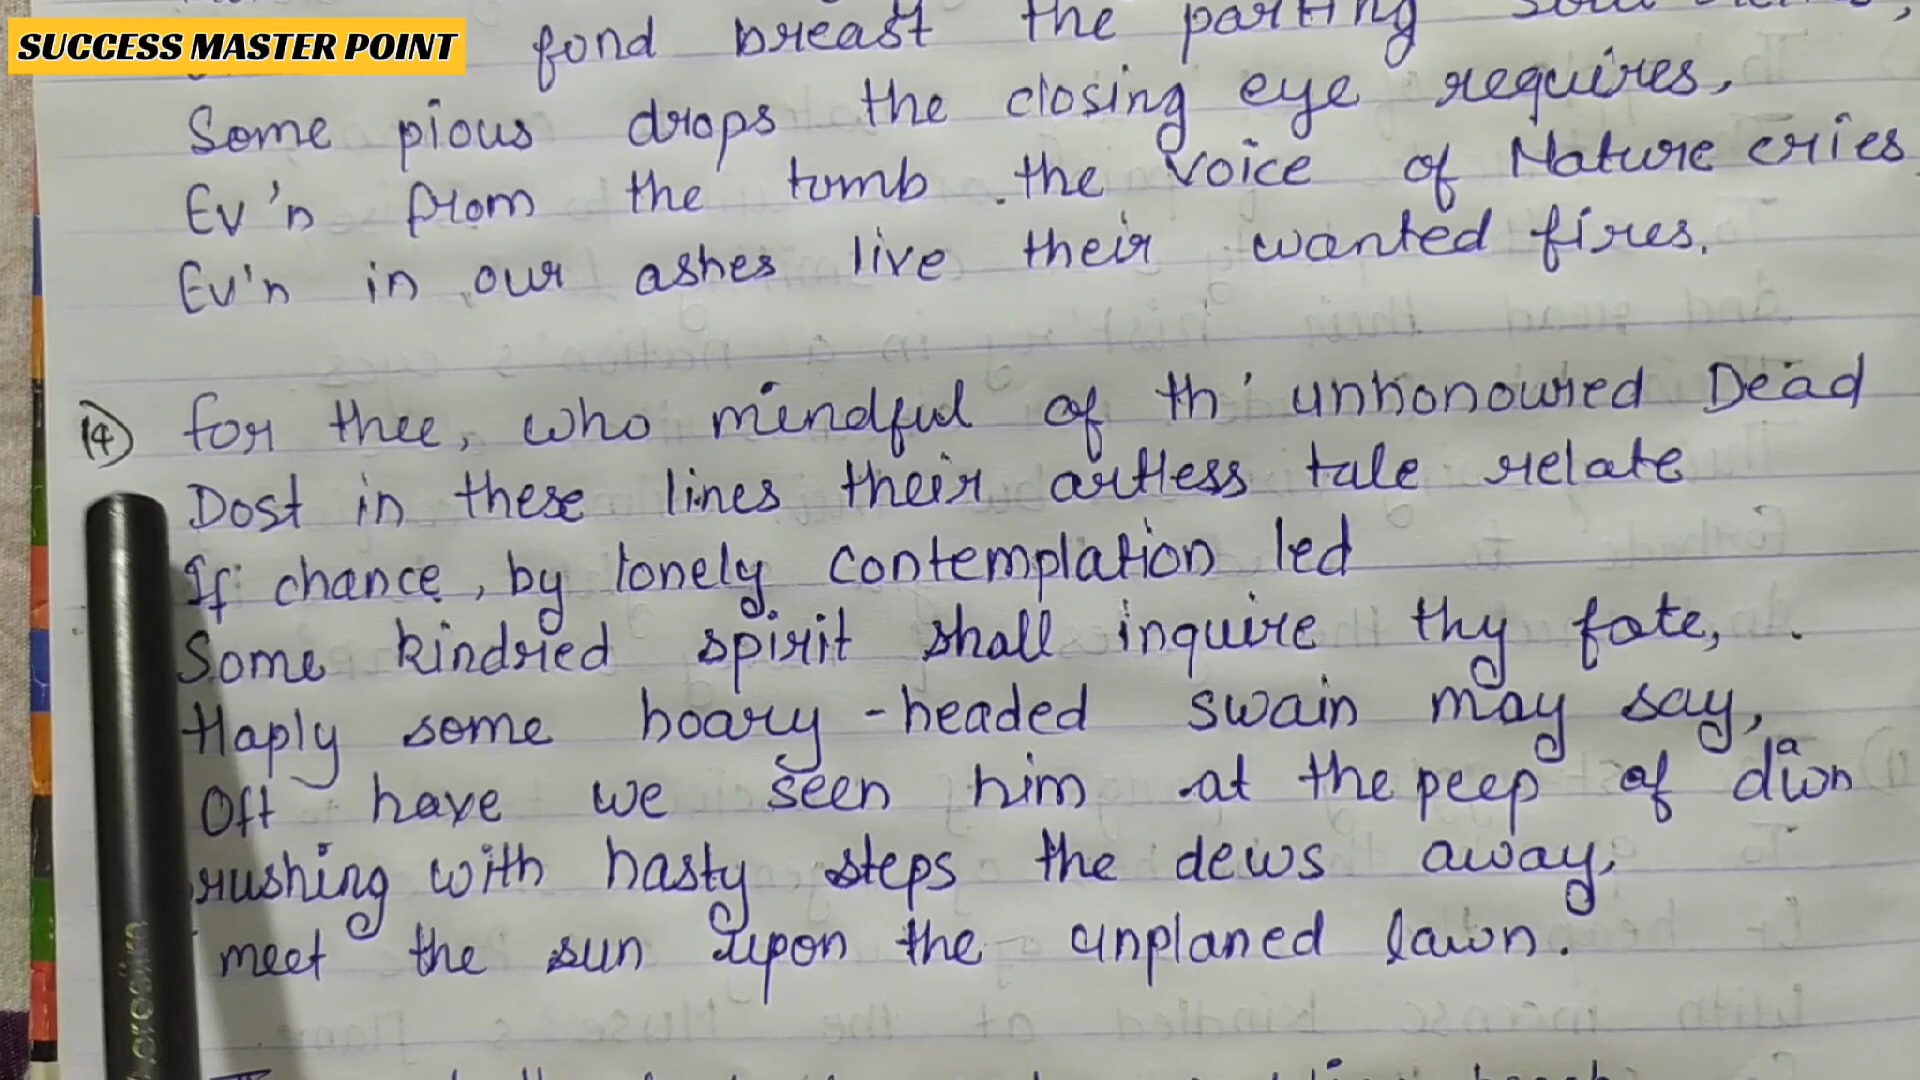 SUCCESS MASTER POINT
fond breast the parting
Some pious drops the closing eye requires,
Ev'n from the tomb the voice of Nature cries
Ev'n in our ashes live their wanted fires.
14 for thee, who mindful of th' unhonoured Dead
Dost in these lines their artless tale relate
If chance, by lonely contemplation led
Some kindried spirit shall inquire thy fate,
Haply some hoary-headed swain may say,
Oft have we seen him at the peep of dawn
rushing with hasty steps the dews away,
meet the sun upon the unplaned lawn.